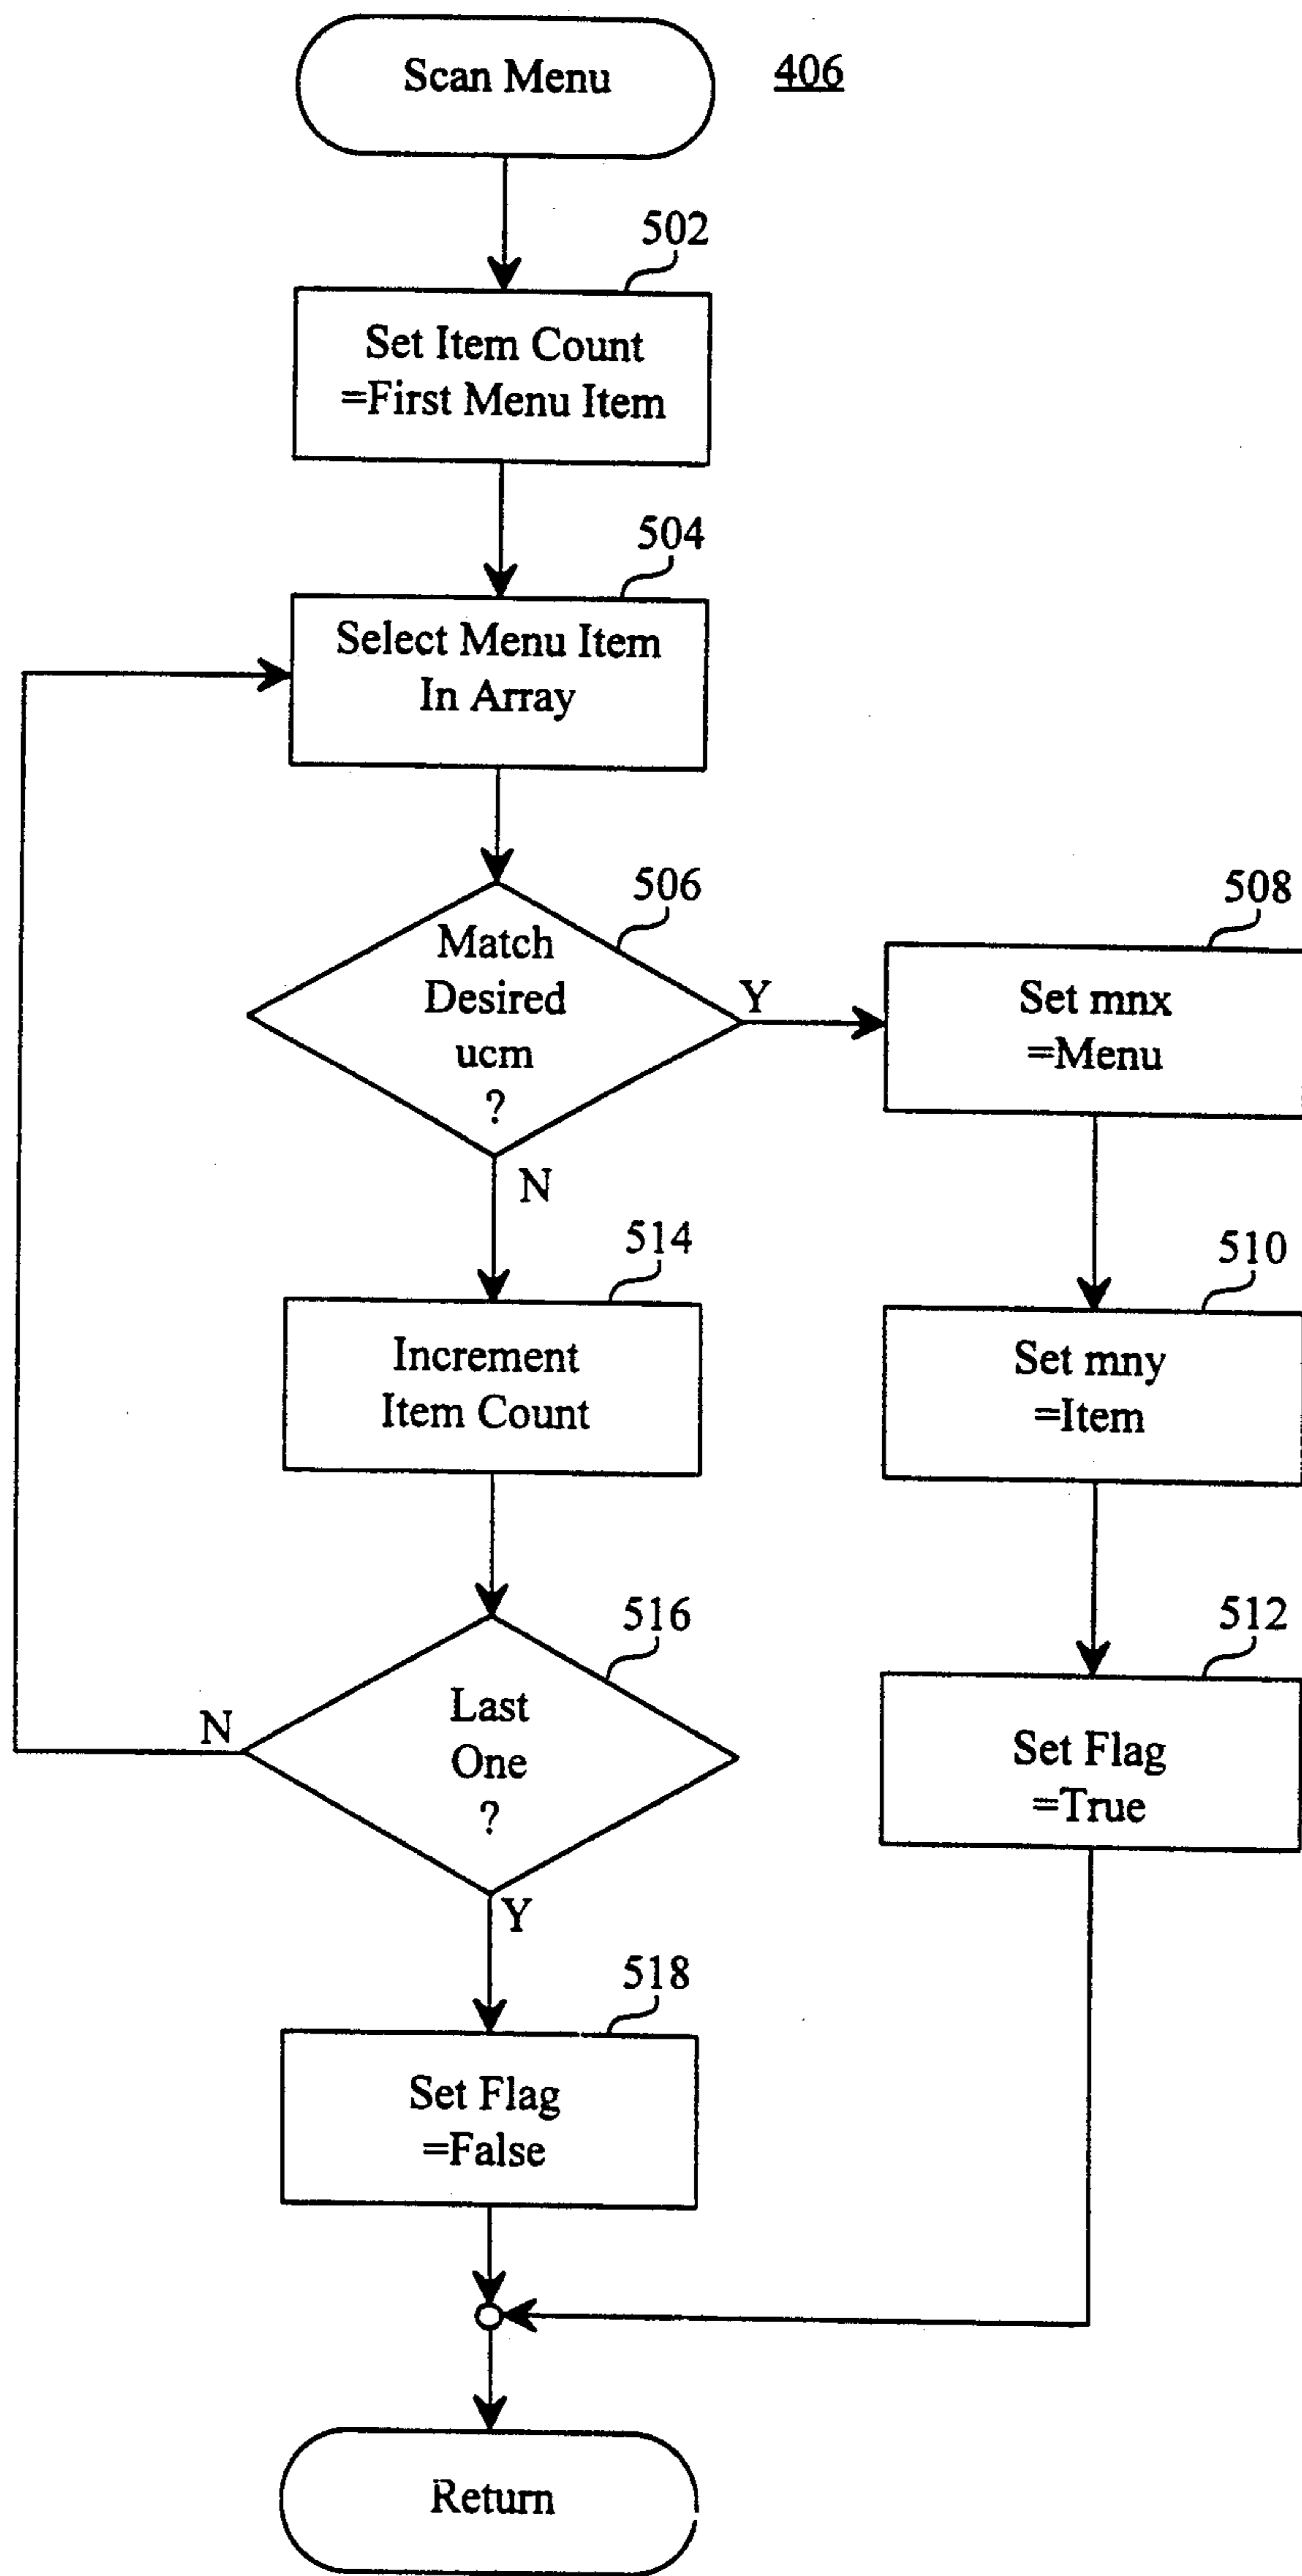 Scan Menu
406
502
Set Item Count
=First Menu Item
504
Select Menu Item
In Array
506
Match
Desired
ucm
?
Y
N
508
Set mnx
=Menu
510
Set mny
=Item
512
Set Flag
=True
514
Increment
Item Count
516
Last
One
?
N
Y
518
Set Flag
=False
Return